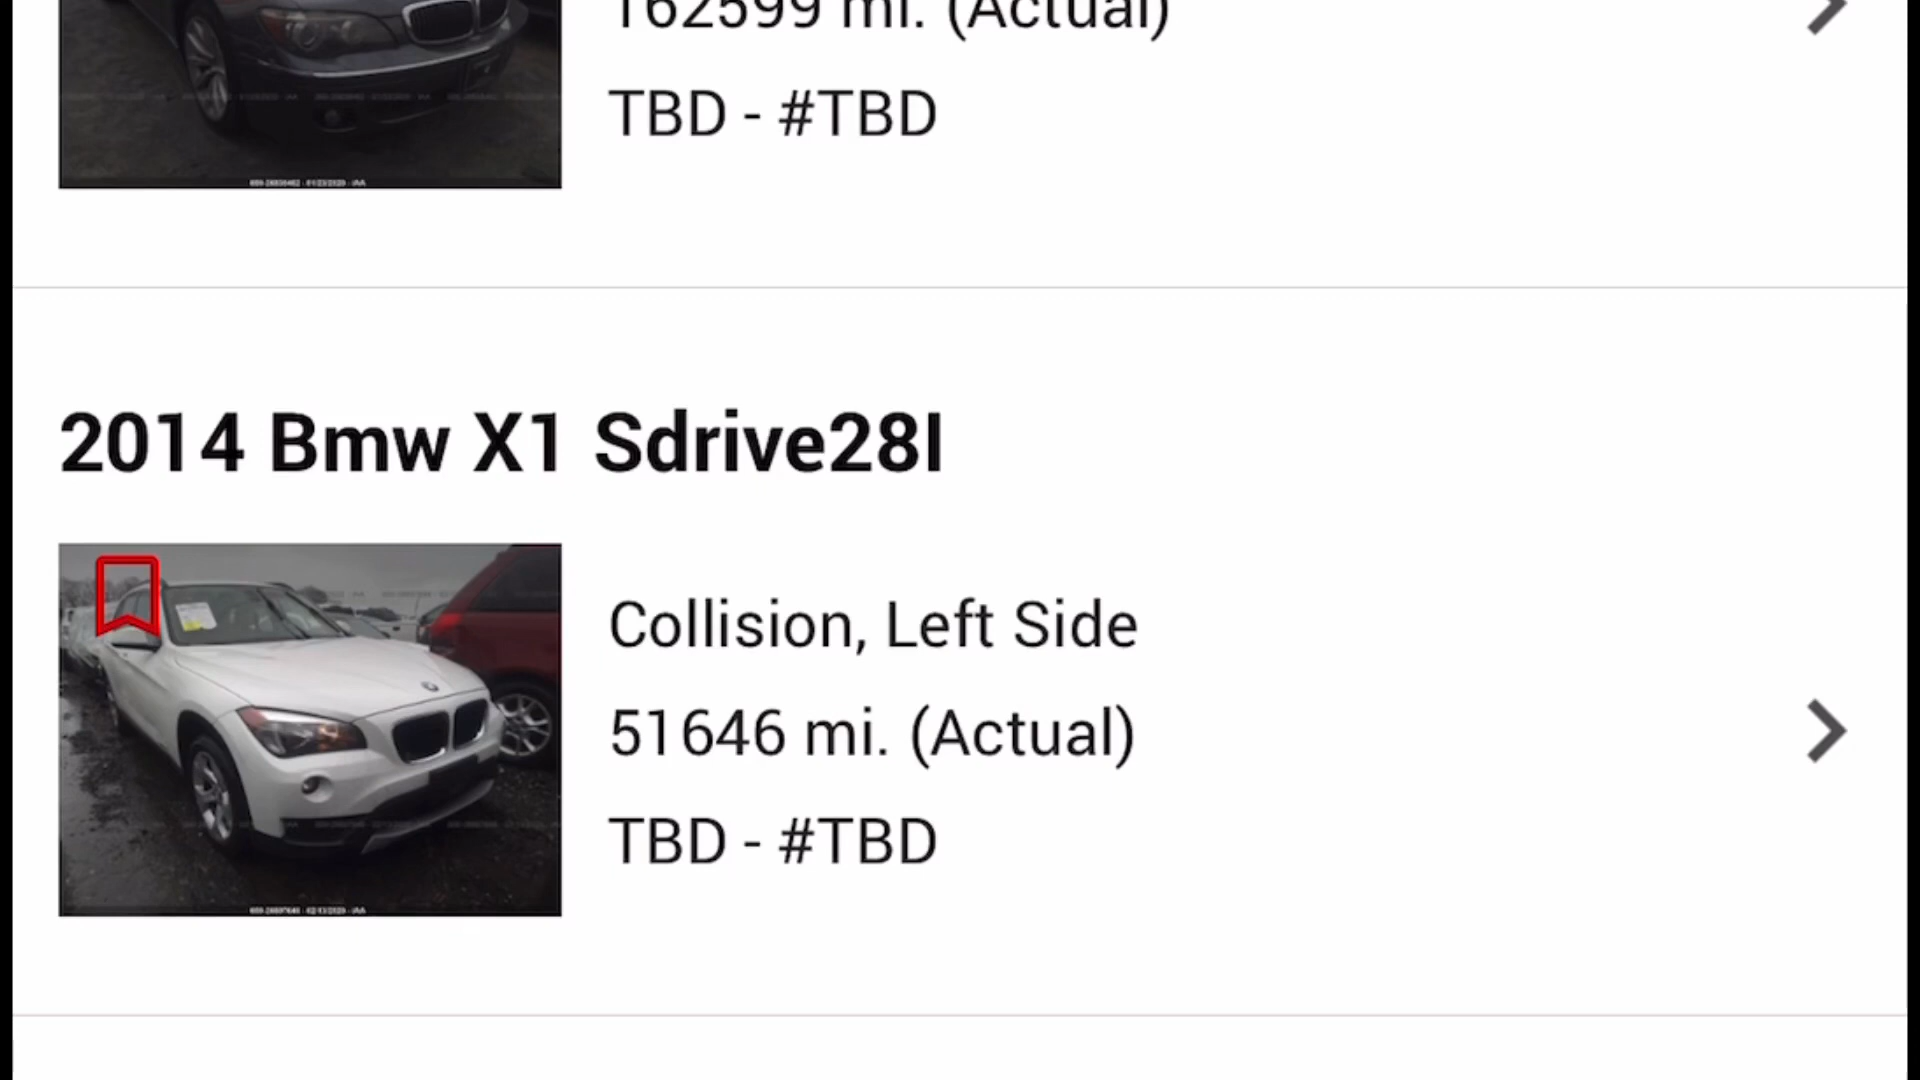 162599 mi. (Actual)
TBD - #TBD
2014 Bmw X1 Sdrive28I
Collision, Left Side
51646 mi. (Actual)
TBD - #TBD